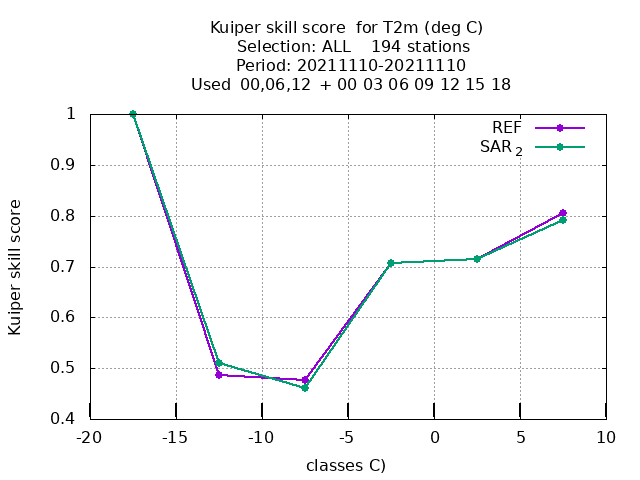 Kuiper skill score  for T2m (deg C)
Selection: ALL    194 stations
Period: 20211110-20211110
Used  00,06,12  + 00 03 06 09 12 15 18
REF
SAR 2
1
0.9
0.8
0.7
0.6
0.5
0.4
Kuiper skill score
-20 -15 -10 -5 0 5 10
classes C)